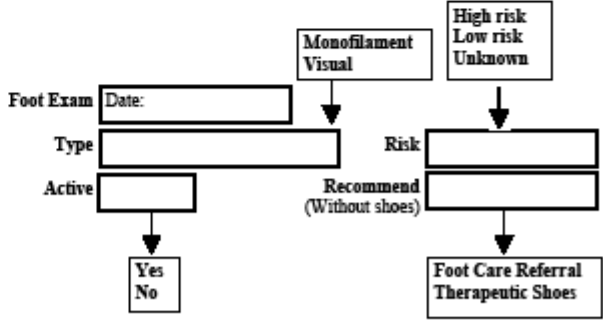 High risk
Low risk
Unknown
Monofilament
Visual
Foot Exam Date:
Type
Risk
Active
Recommend
(Without shoes)
Yes
No
Foot Care Referral
Therapeutic Shoes